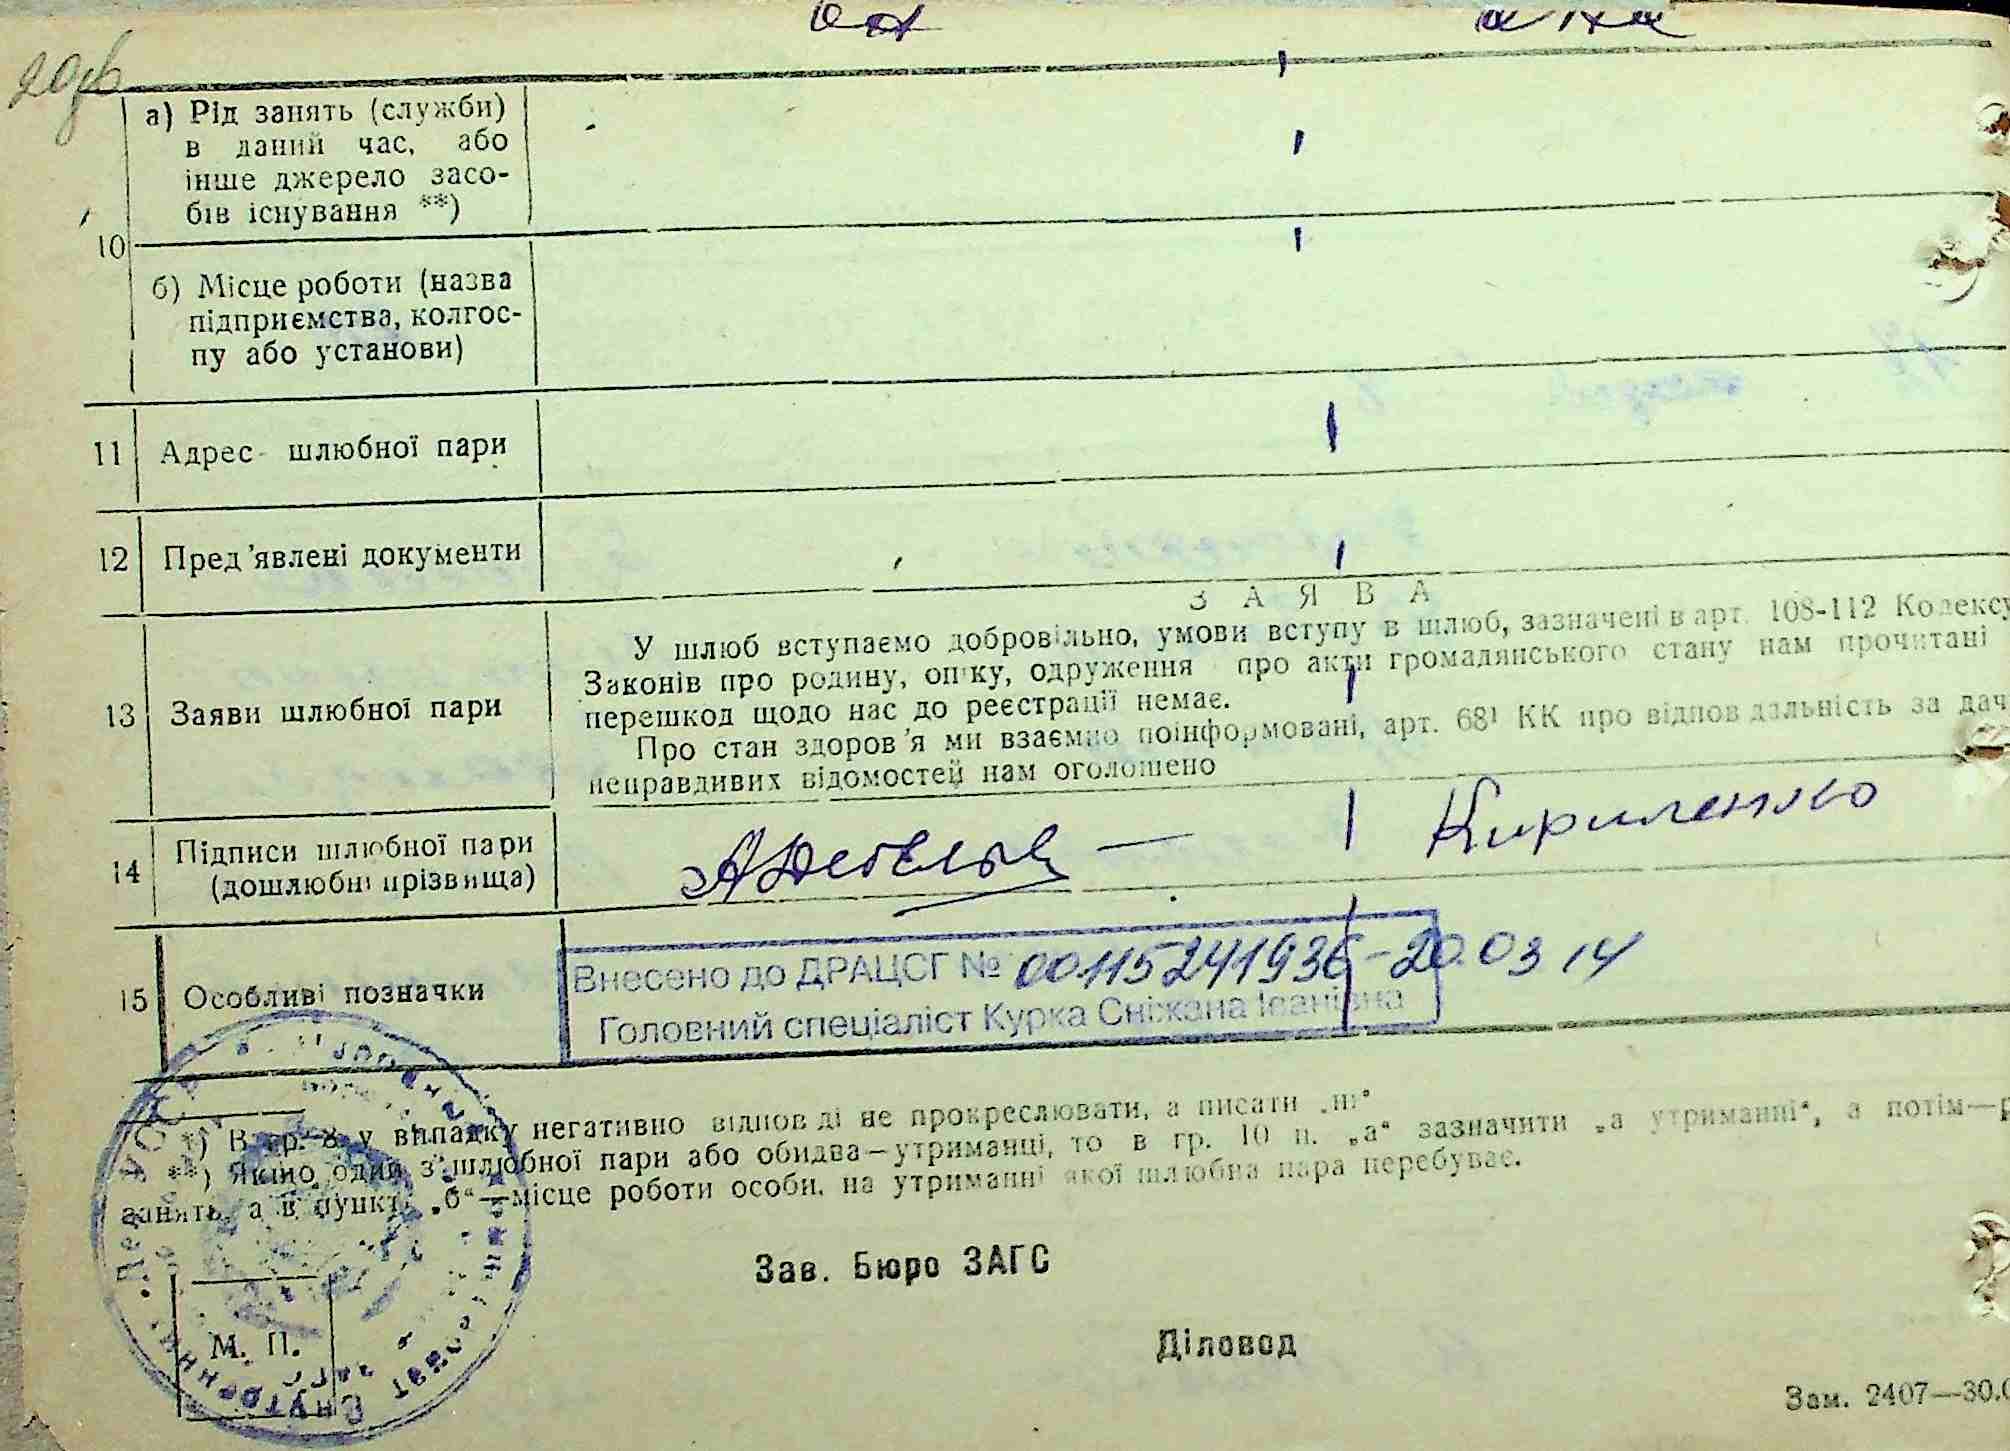 20зв
10
а) Рід занять (служби)
в даний час, або
інше джерело засо-
бів існування **)
б) Місце роботи (назва
підприємства, колгос-
пу або установи)
11 Адрес шлюбної пари
12 Пред'явлені документи
ЗАЯВА
13 Заяви шлюбної пари
У шлюб вступаємо добровільно, умови вступу в шлюб, зазначені в арт. 108-112 Кодексу
Законів про родину, опіку, одруження про акти громадянського стану нам прочитані
перешкод щодо нас до реєстрації немає.
Про стан здоров'я ми взаємно поінформовані, арт. 68¹ КК про відповідальність за дач
неправдивих відомостей нам оголошено
14 Підписи шлюбної пари
(дошлюбні прізвища)
Кириленко
15 Особливі позначки
Внесено до ДРАЦСГ № 00115241936-20.03 14
Головний спеціаліст Курка Сніжана Іванівна
*) В гр. 8 у випадку негативно відповіді не прокреслювати, а писати „ні“
**) Якщо один з шлюбної пари або обидва—утриманці, то в гр. 10 п. „а“ зазначити „а утриманні“, а потім—р
занять, а в пункті „б“—місце роботи особи, на утриманні якої шлюбна пара перебуває.
Зав. Бюро ЗАГС
М. П.
Діловод
Зам. 2407—30.